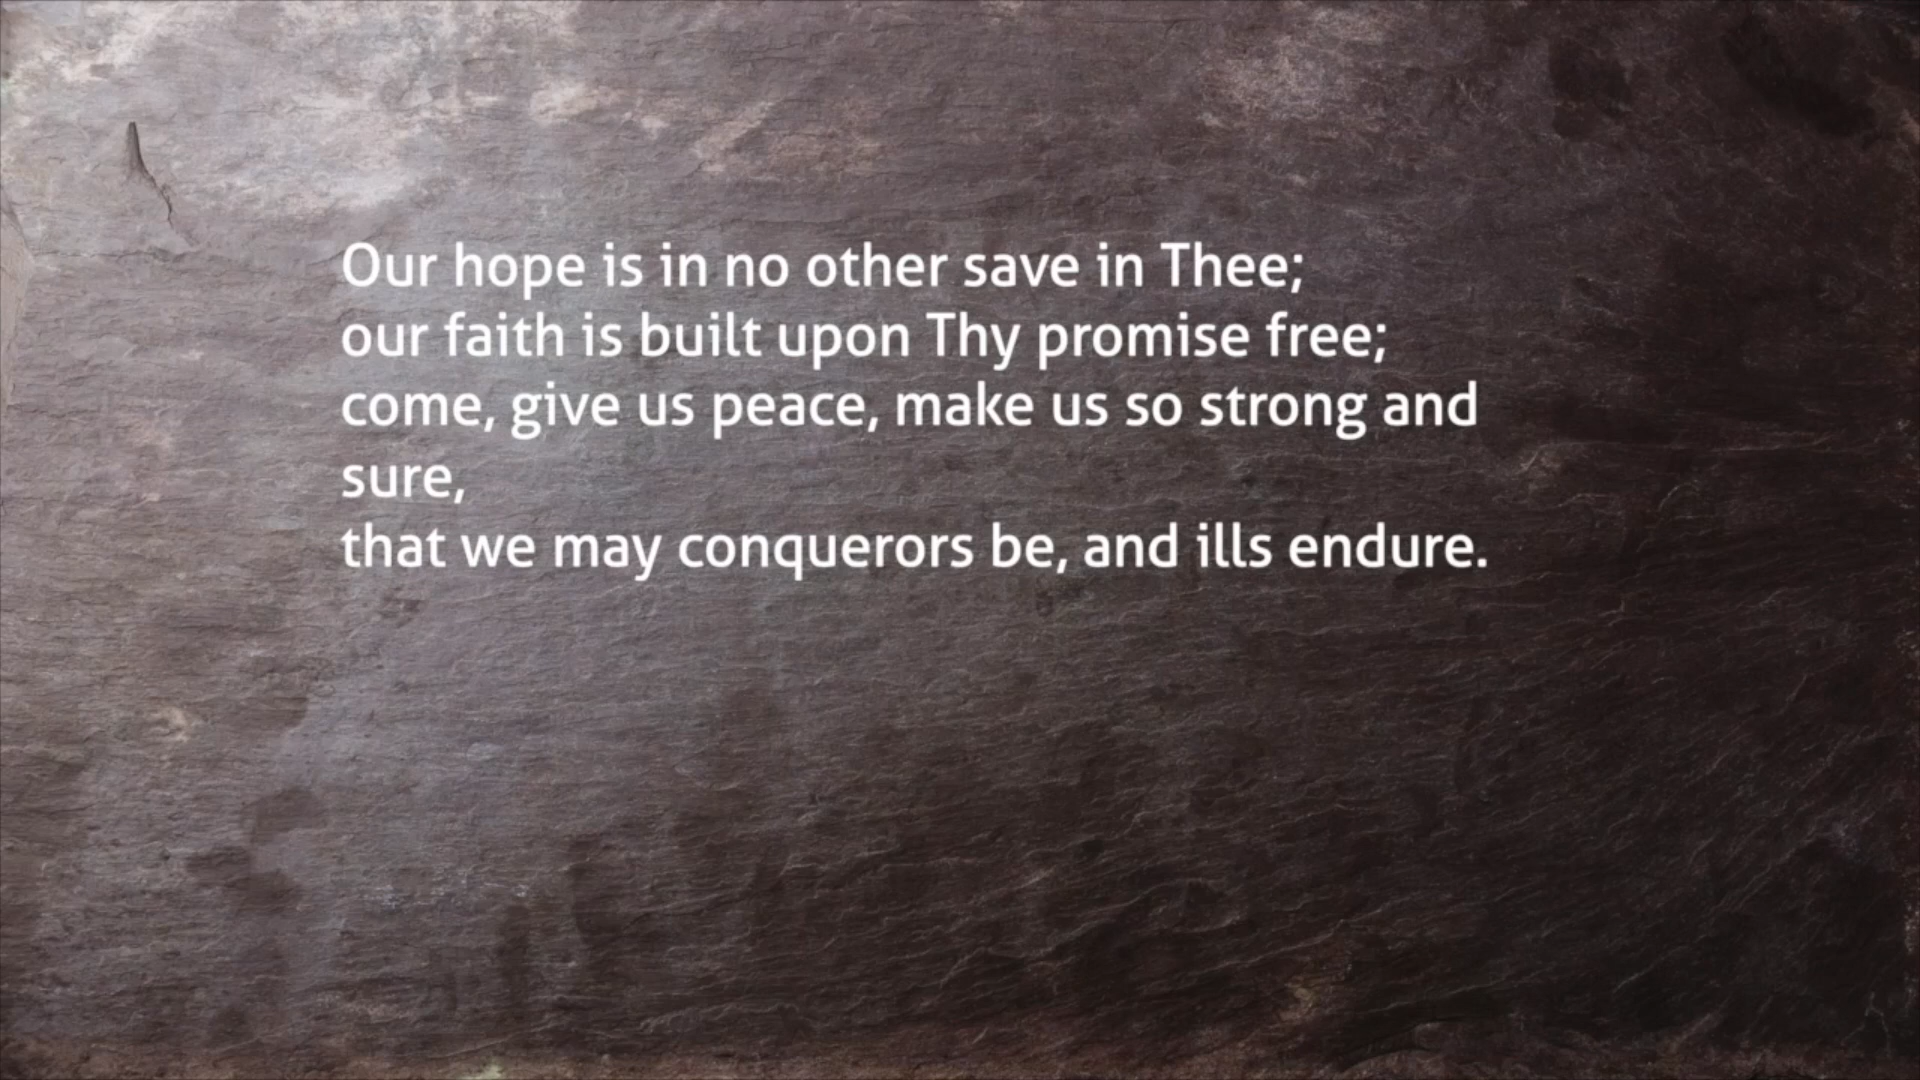 Our hope is in no other save in Thee;
our faith is built upon Thy promise free;
come, give us peace, make us so strong and
sure,
that we may conquerors be, and ills endure.